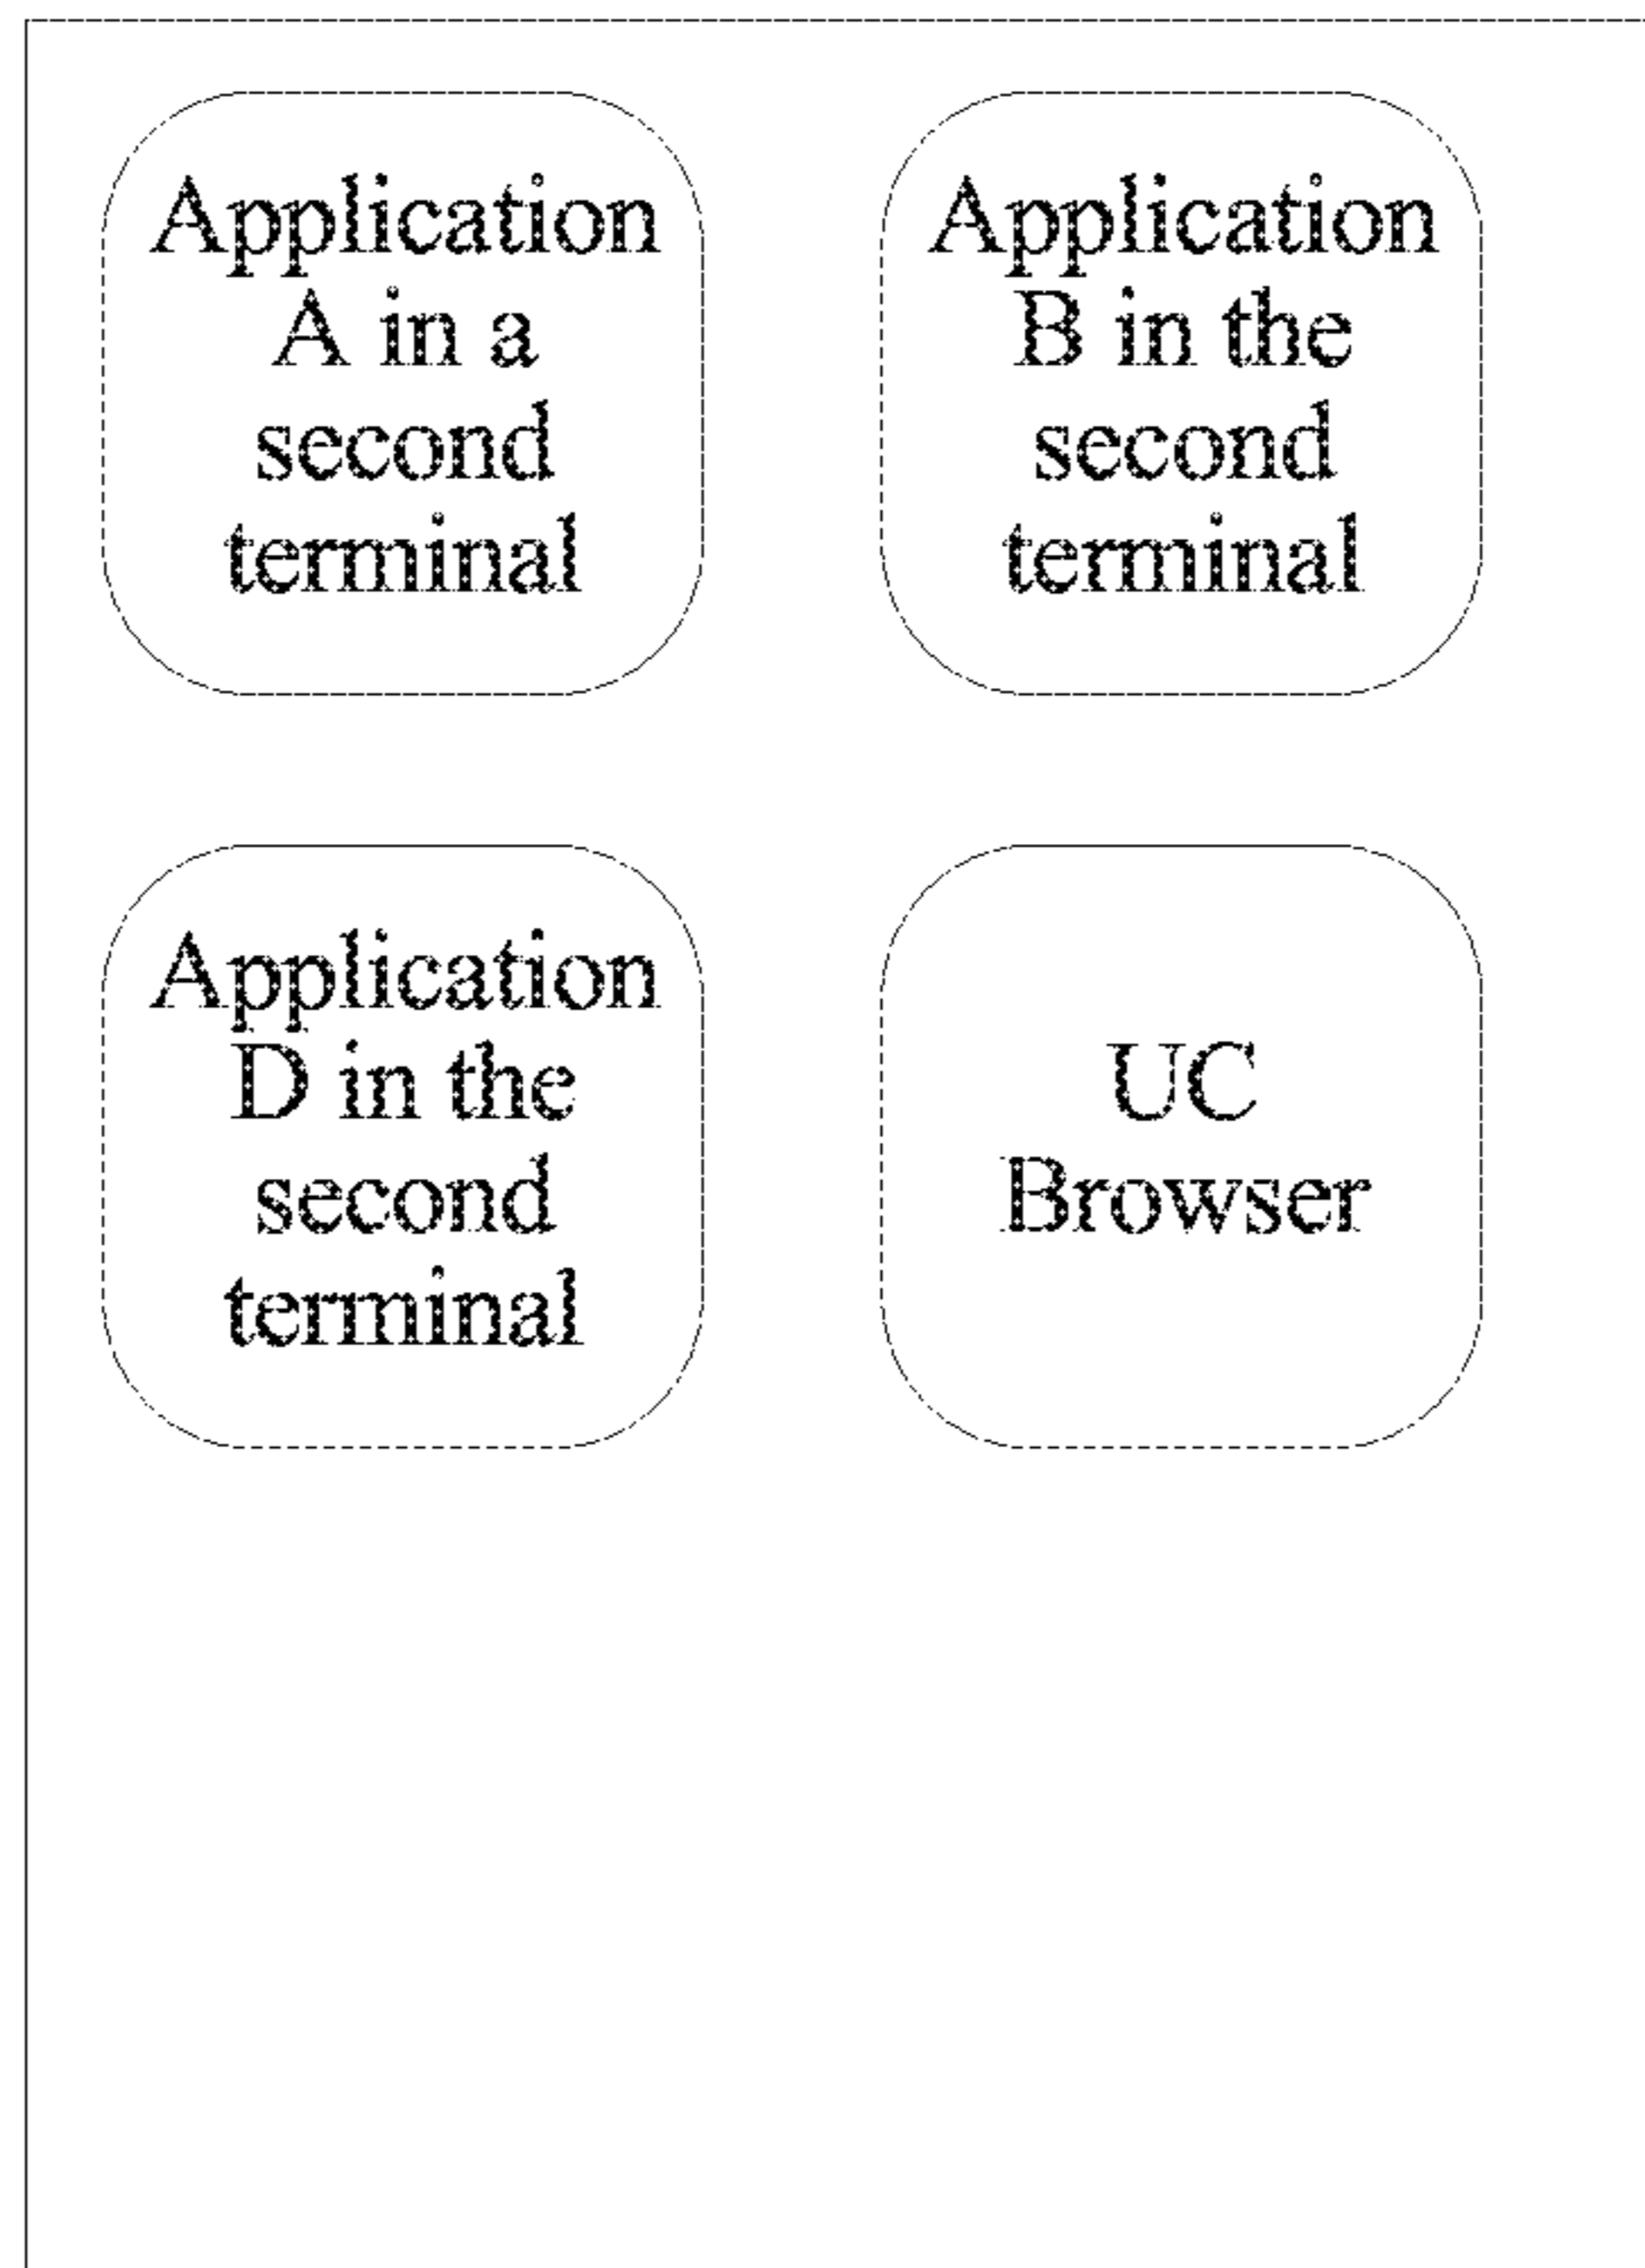 Application
A in a
second
terminal
Application
B in the
second
terminal
Application
D in the
second
terminal
UC
Browser